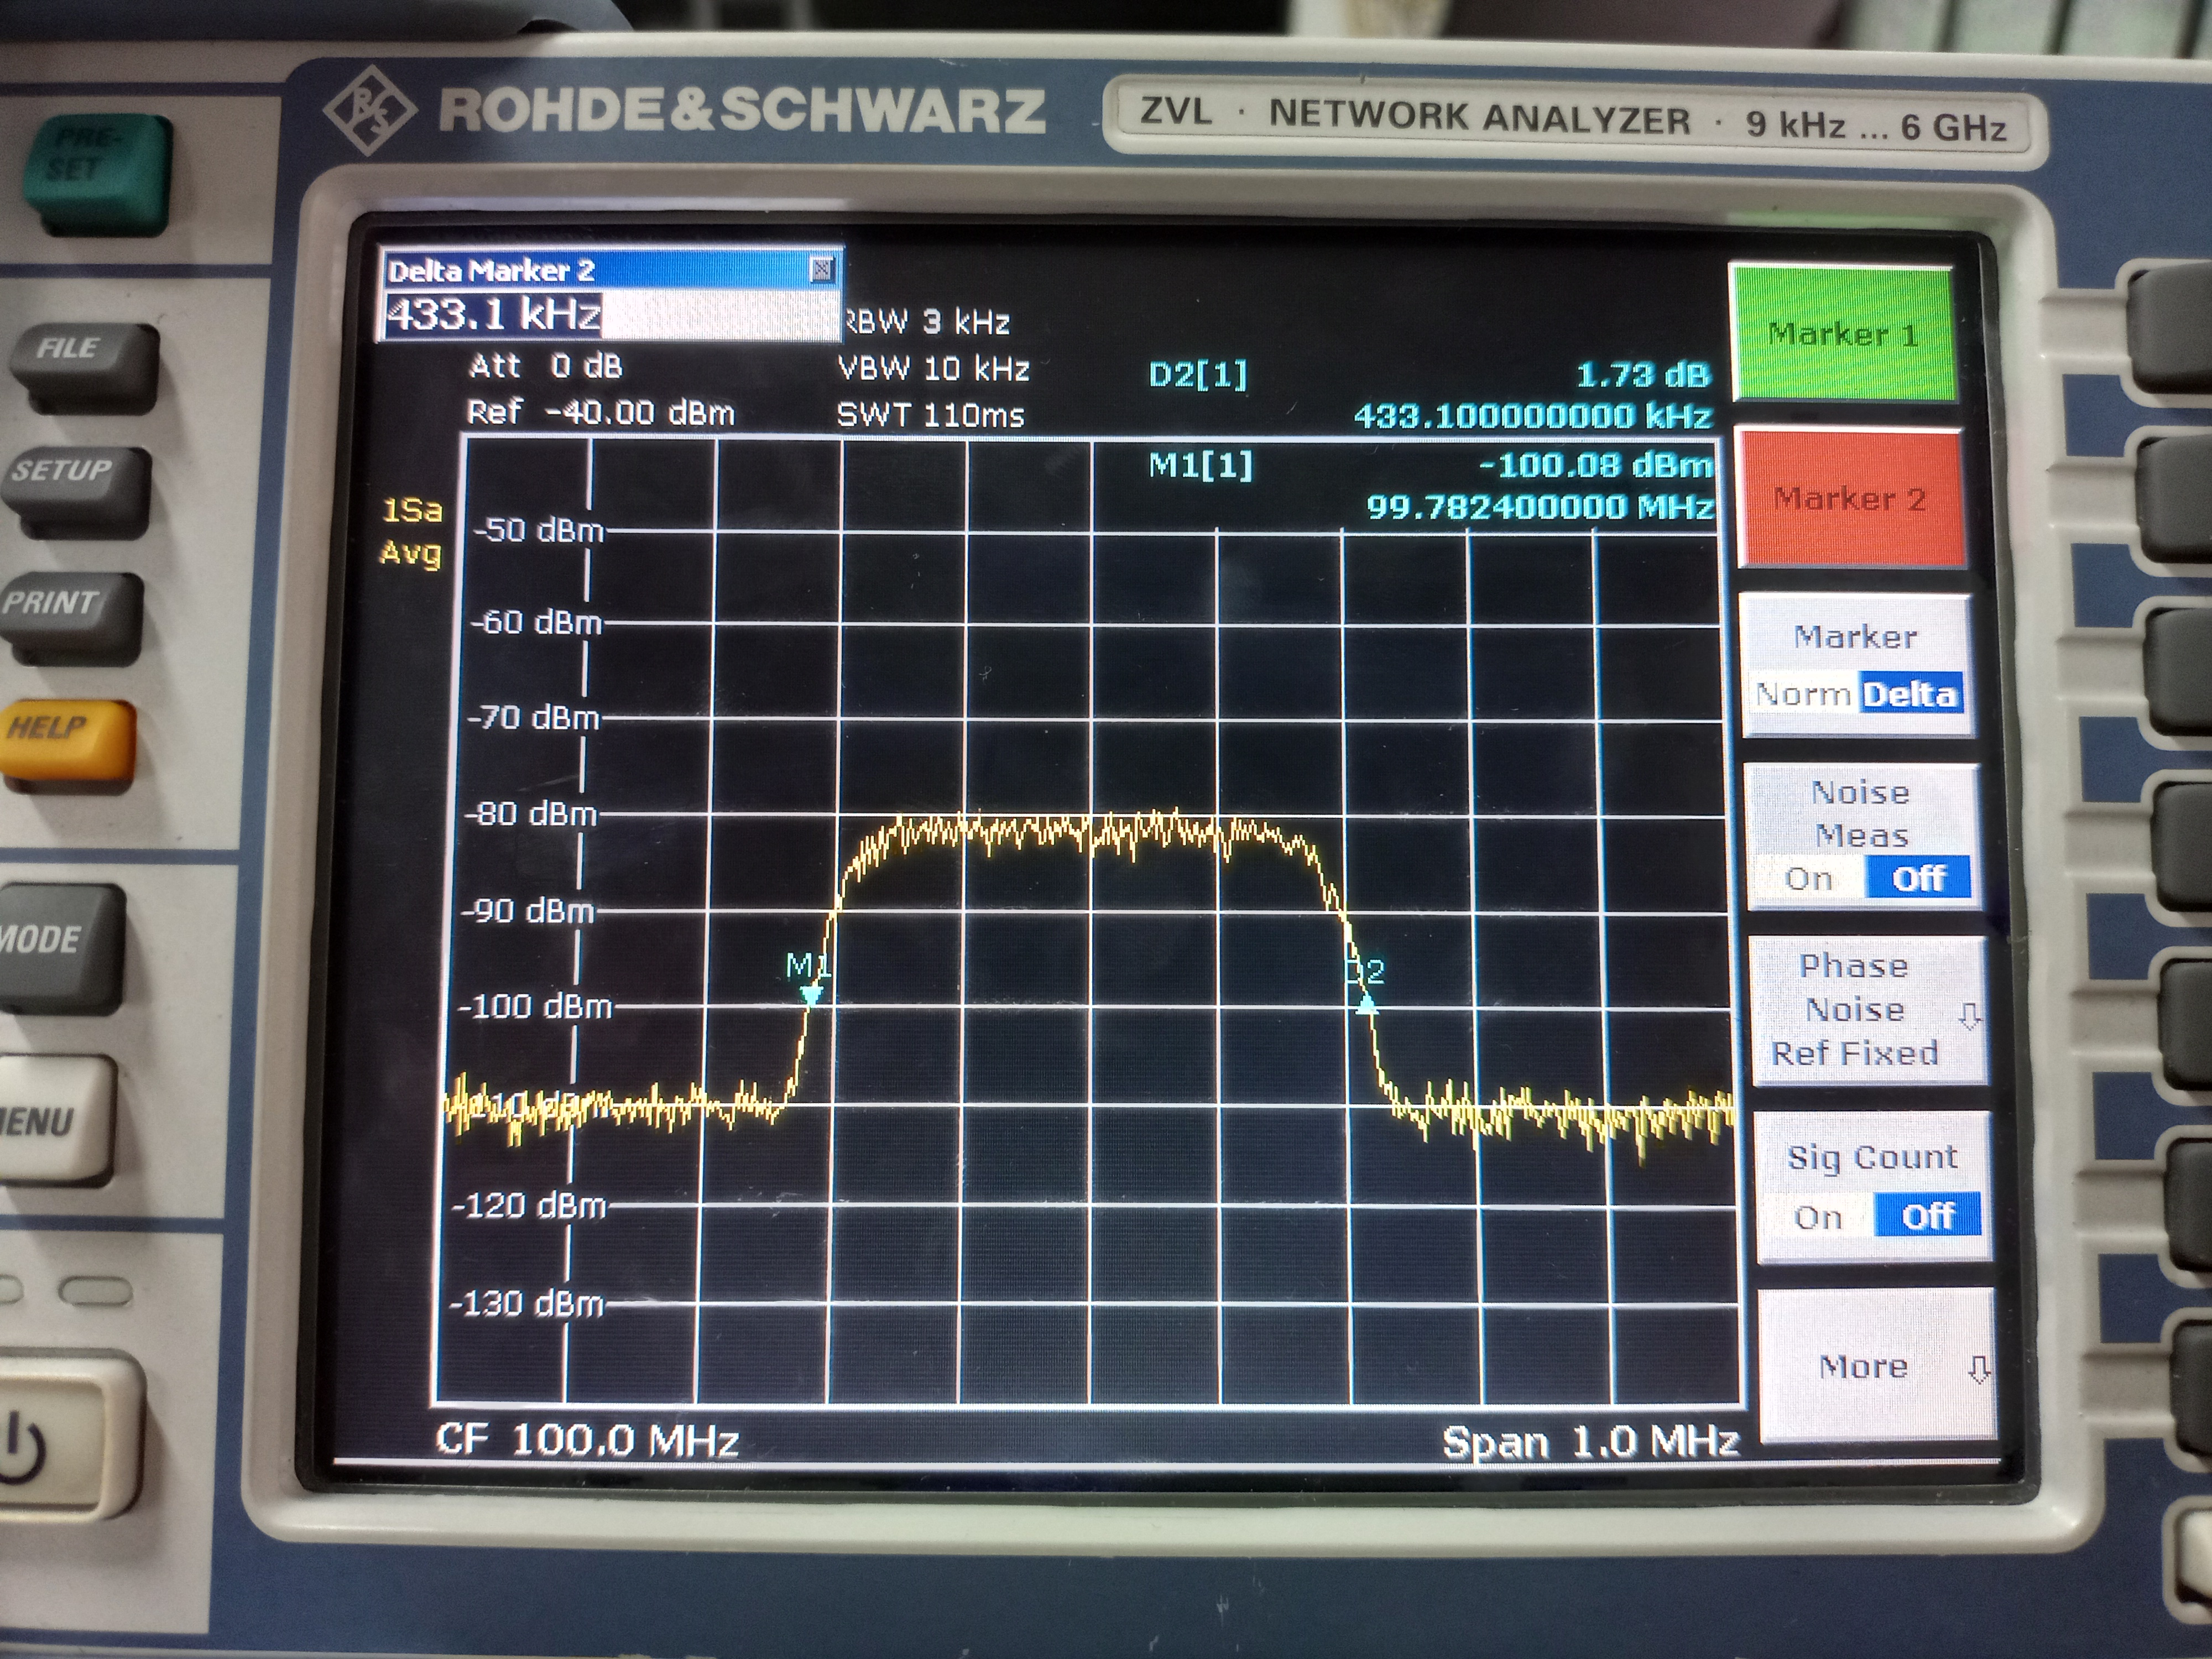 ROHDE&SCHWARZ
ZVL · NETWORK ANALYZER · 9 kHz ... 6 GHz
PRE-
SET
FILE
SETUP
PRINT
HELP
MODE
MENU
Delta Marker 2
433.1 kHz
RBW 3 kHz
Att 0 dB
VBW 10 kHz
Ref -40.00 dBm
SWT 110ms
D2[1] 1.73 dB
433.100000000 kHz
M1[1] -100.08 dBm
99.782400000 MHz
1Sa
Avg
-50 dBm
-60 dBm
-70 dBm
-80 dBm
-90 dBm
M1
D2
-100 dBm
-110 dBm
-120 dBm
-130 dBm
CF 100.0 MHz
Span 1.0 MHz
Marker 1
Marker 2
Marker
Norm Delta
Noise
Meas
On Off
Phase
Noise
Ref Fixed
Sig Count
On Off
More